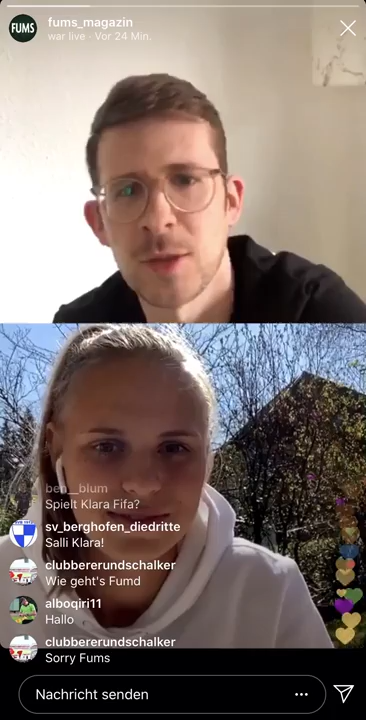 FUMS
fums_magazin
war live · Vor 24 Min.
ben__blum
Spielt Klara Fifa?
sv_berghofen_diedritte
Salli Klara!
clubbererundschalker
Wie geht's Fumd
alboqiri11
Hallo
clubbererundschalker
Sorry Fums
Nachricht senden